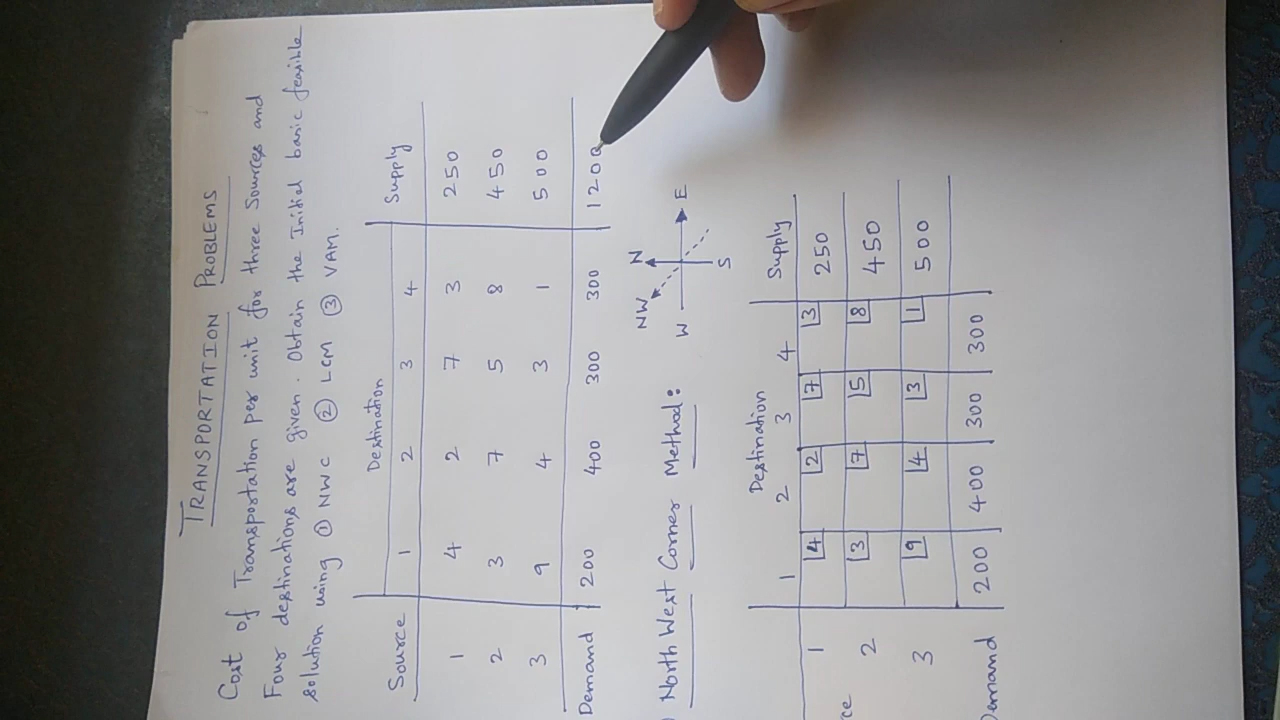 TRANSPORTATION PROBLEMS
Cost of Transpostation per unit for three Sources and
Four destinations are given. Obtain the Initial basic feasible
solution using ① NWC ② LCM ③ VAM.
Destination
Source 1 2 3 4 Supply
1 4 2 7 3 250
2 3 7 5 8 450
3 9 4 3 1 500
Demand 200 400 300 300 1200
NW N
W E
S
North West Corner Method:
Destination
1 2 3 4 Supply
1 4 2 7 3 250
2 3 7 5 8 450
3 9 4 3 1 500
Demand 200 400 300 300